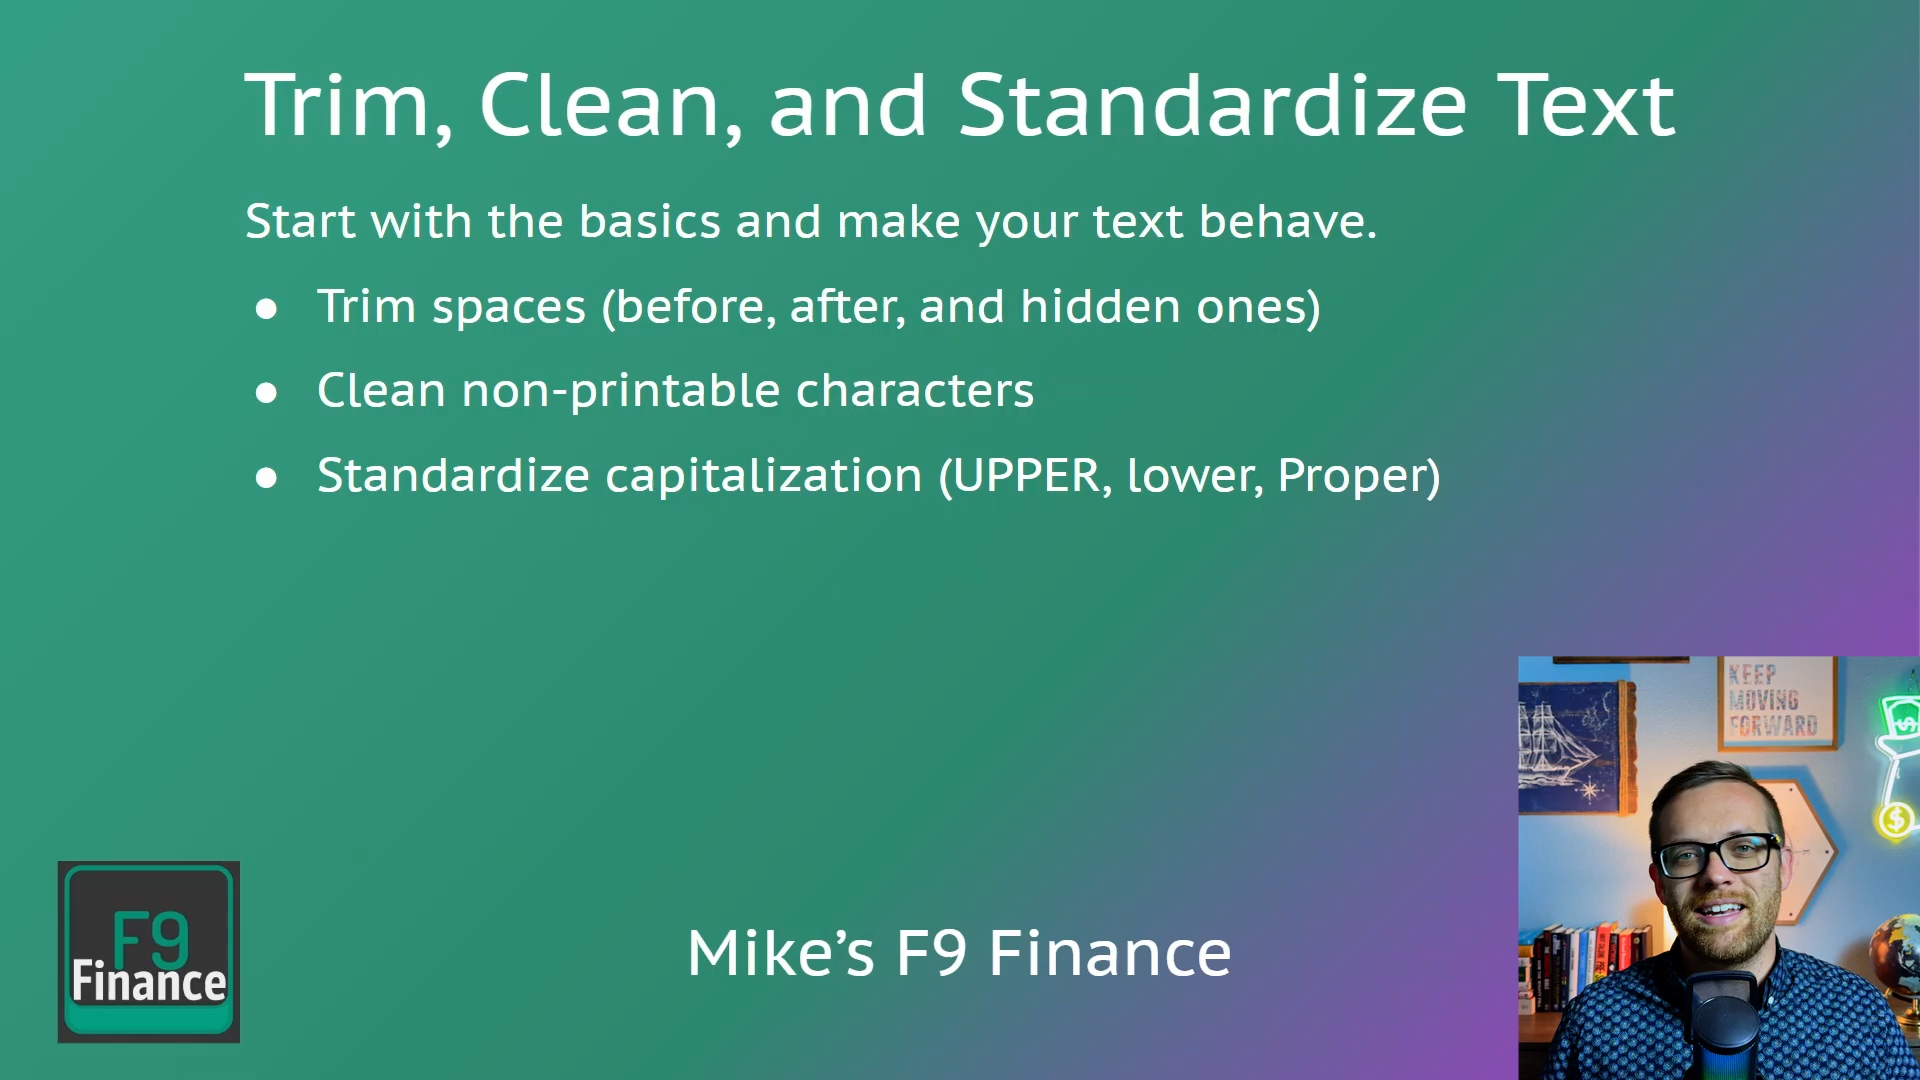 Trim, Clean, and Standardize Text
Start with the basics and make your text behave.
● Trim spaces (before, after, and hidden ones)
● Clean non-printable characters
● Standardize capitalization (UPPER, lower, Proper)
KEEP
MOVING
FORWARD
$
$
F9
Finance
Mike’s F9 Finance